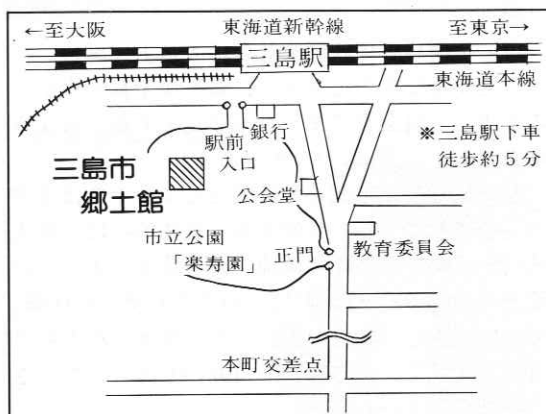 ←至大阪
東海道新幹線
至東京→
三島駅
東海道本線
銀行
駅前
入口
※三島駅下車
徒歩約5分
三島市
郷土館
公会堂
市立公園
「楽寿園」
正門
教育委員会
本町交差点